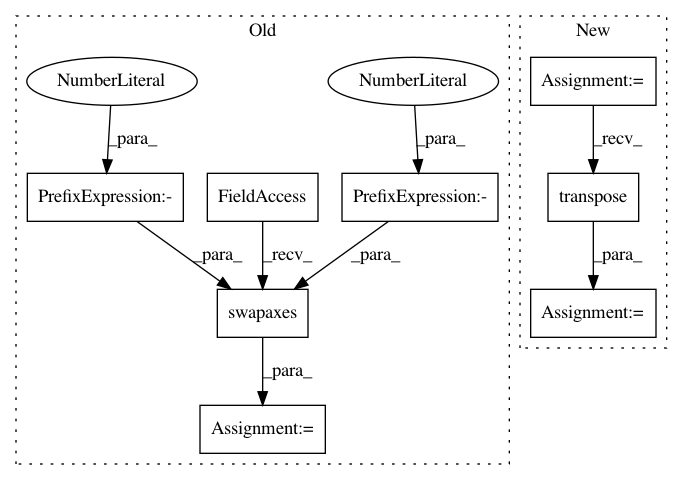 Old
New
NumberLiteral
NumberLiteral
Assignment:=
_para_
_para_
_recv_
PrefixExpression:-
FieldAccess
PrefixExpression:-
transpose
_para_
_recv_
_para_
_para_
swapaxes
Assignment:=
_para_
Assignment:=